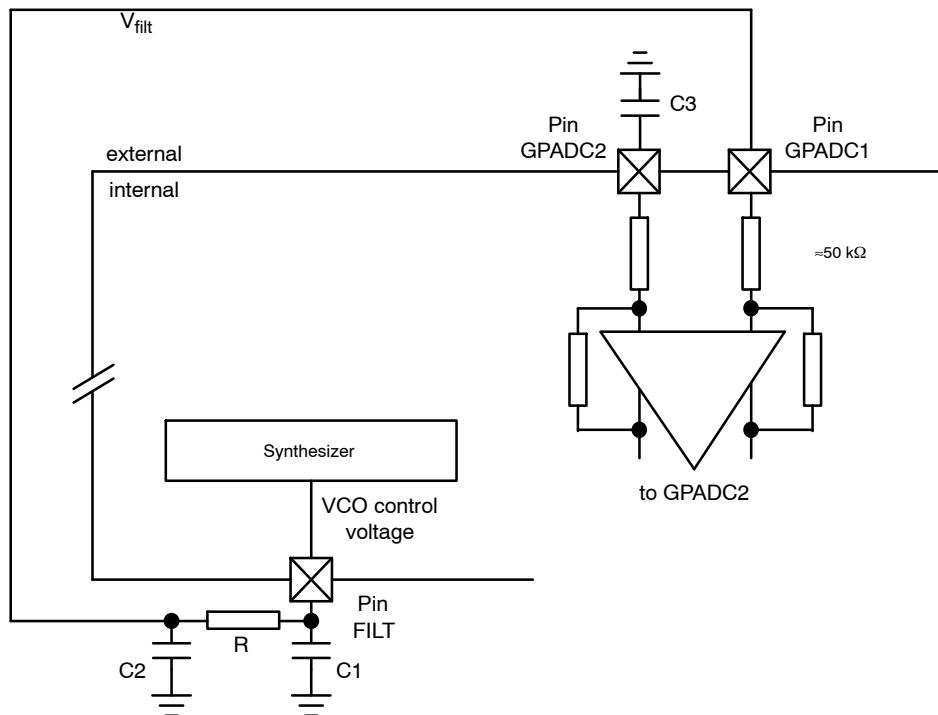 V_filt
C3
Pin
GPADC2
Pin
GPADC1
external
internal
≈50 kΩ
Synthesizer
to GPADC2
VCO control
voltage
Pin
FILT
R
C2
C1